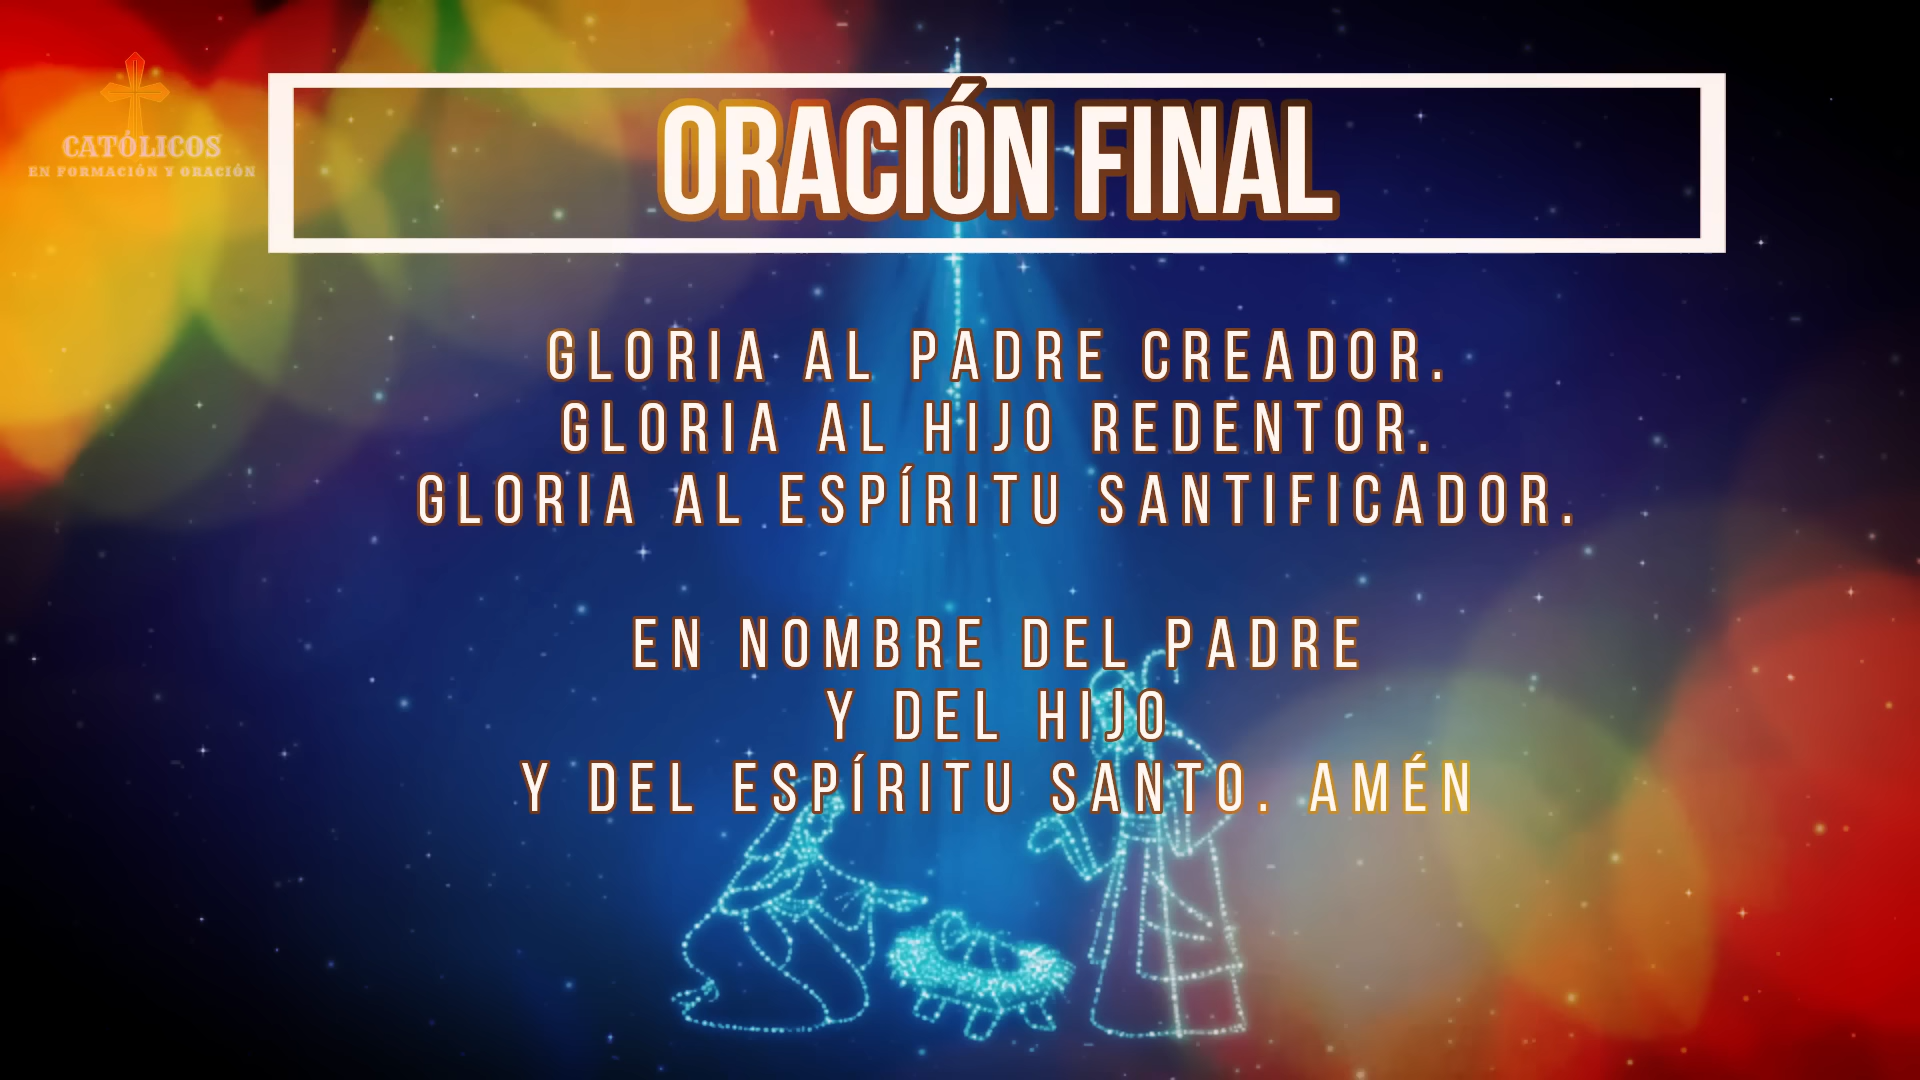 CATÓLICOS
EN FORMACIÓN Y ORACIÓN
ORACIÓN FINAL
GLORIA AL PADRE CREADOR.
GLORIA AL HIJO REDENTOR.
GLORIA AL ESPÍRITU SANTIFICADOR.
EN NOMBRE DEL PADRE
Y DEL HIJO
Y DEL ESPÍRITU SANTO. AMÉN